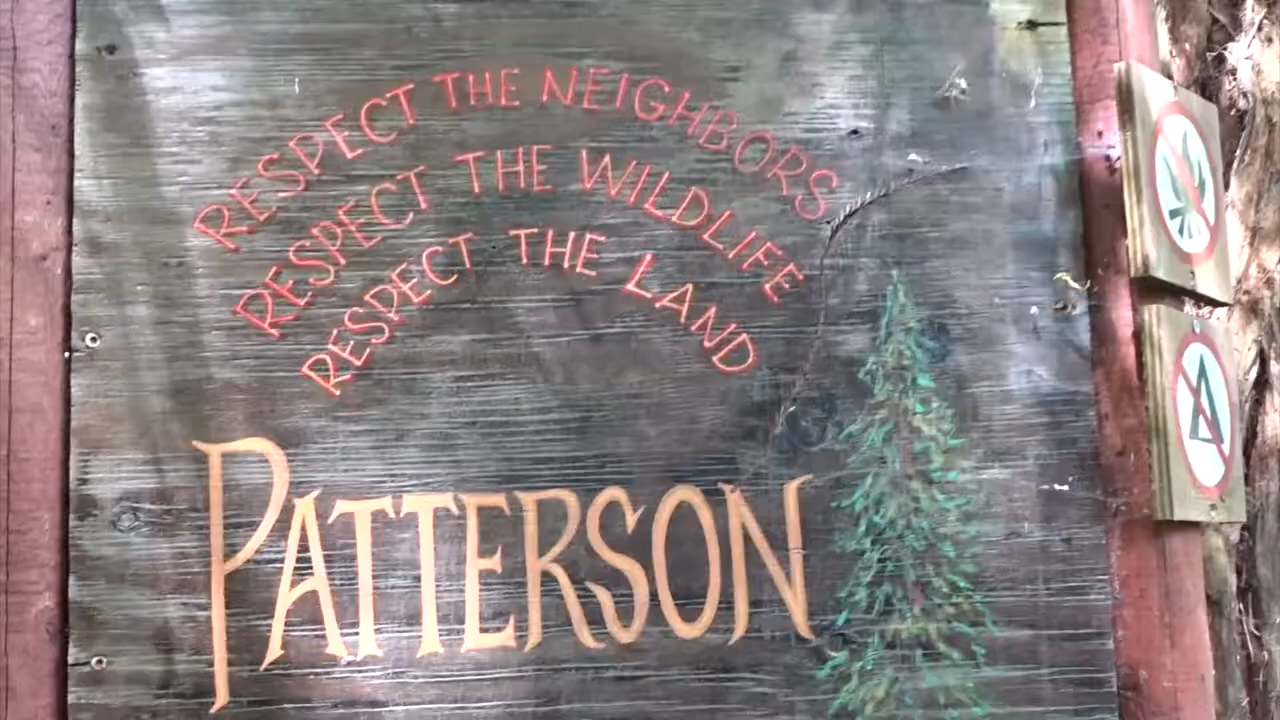 RESPECT THE NEIGHBORS
RESPECT THE WILDLIFE
RESPECT THE LAND
PATTERSON